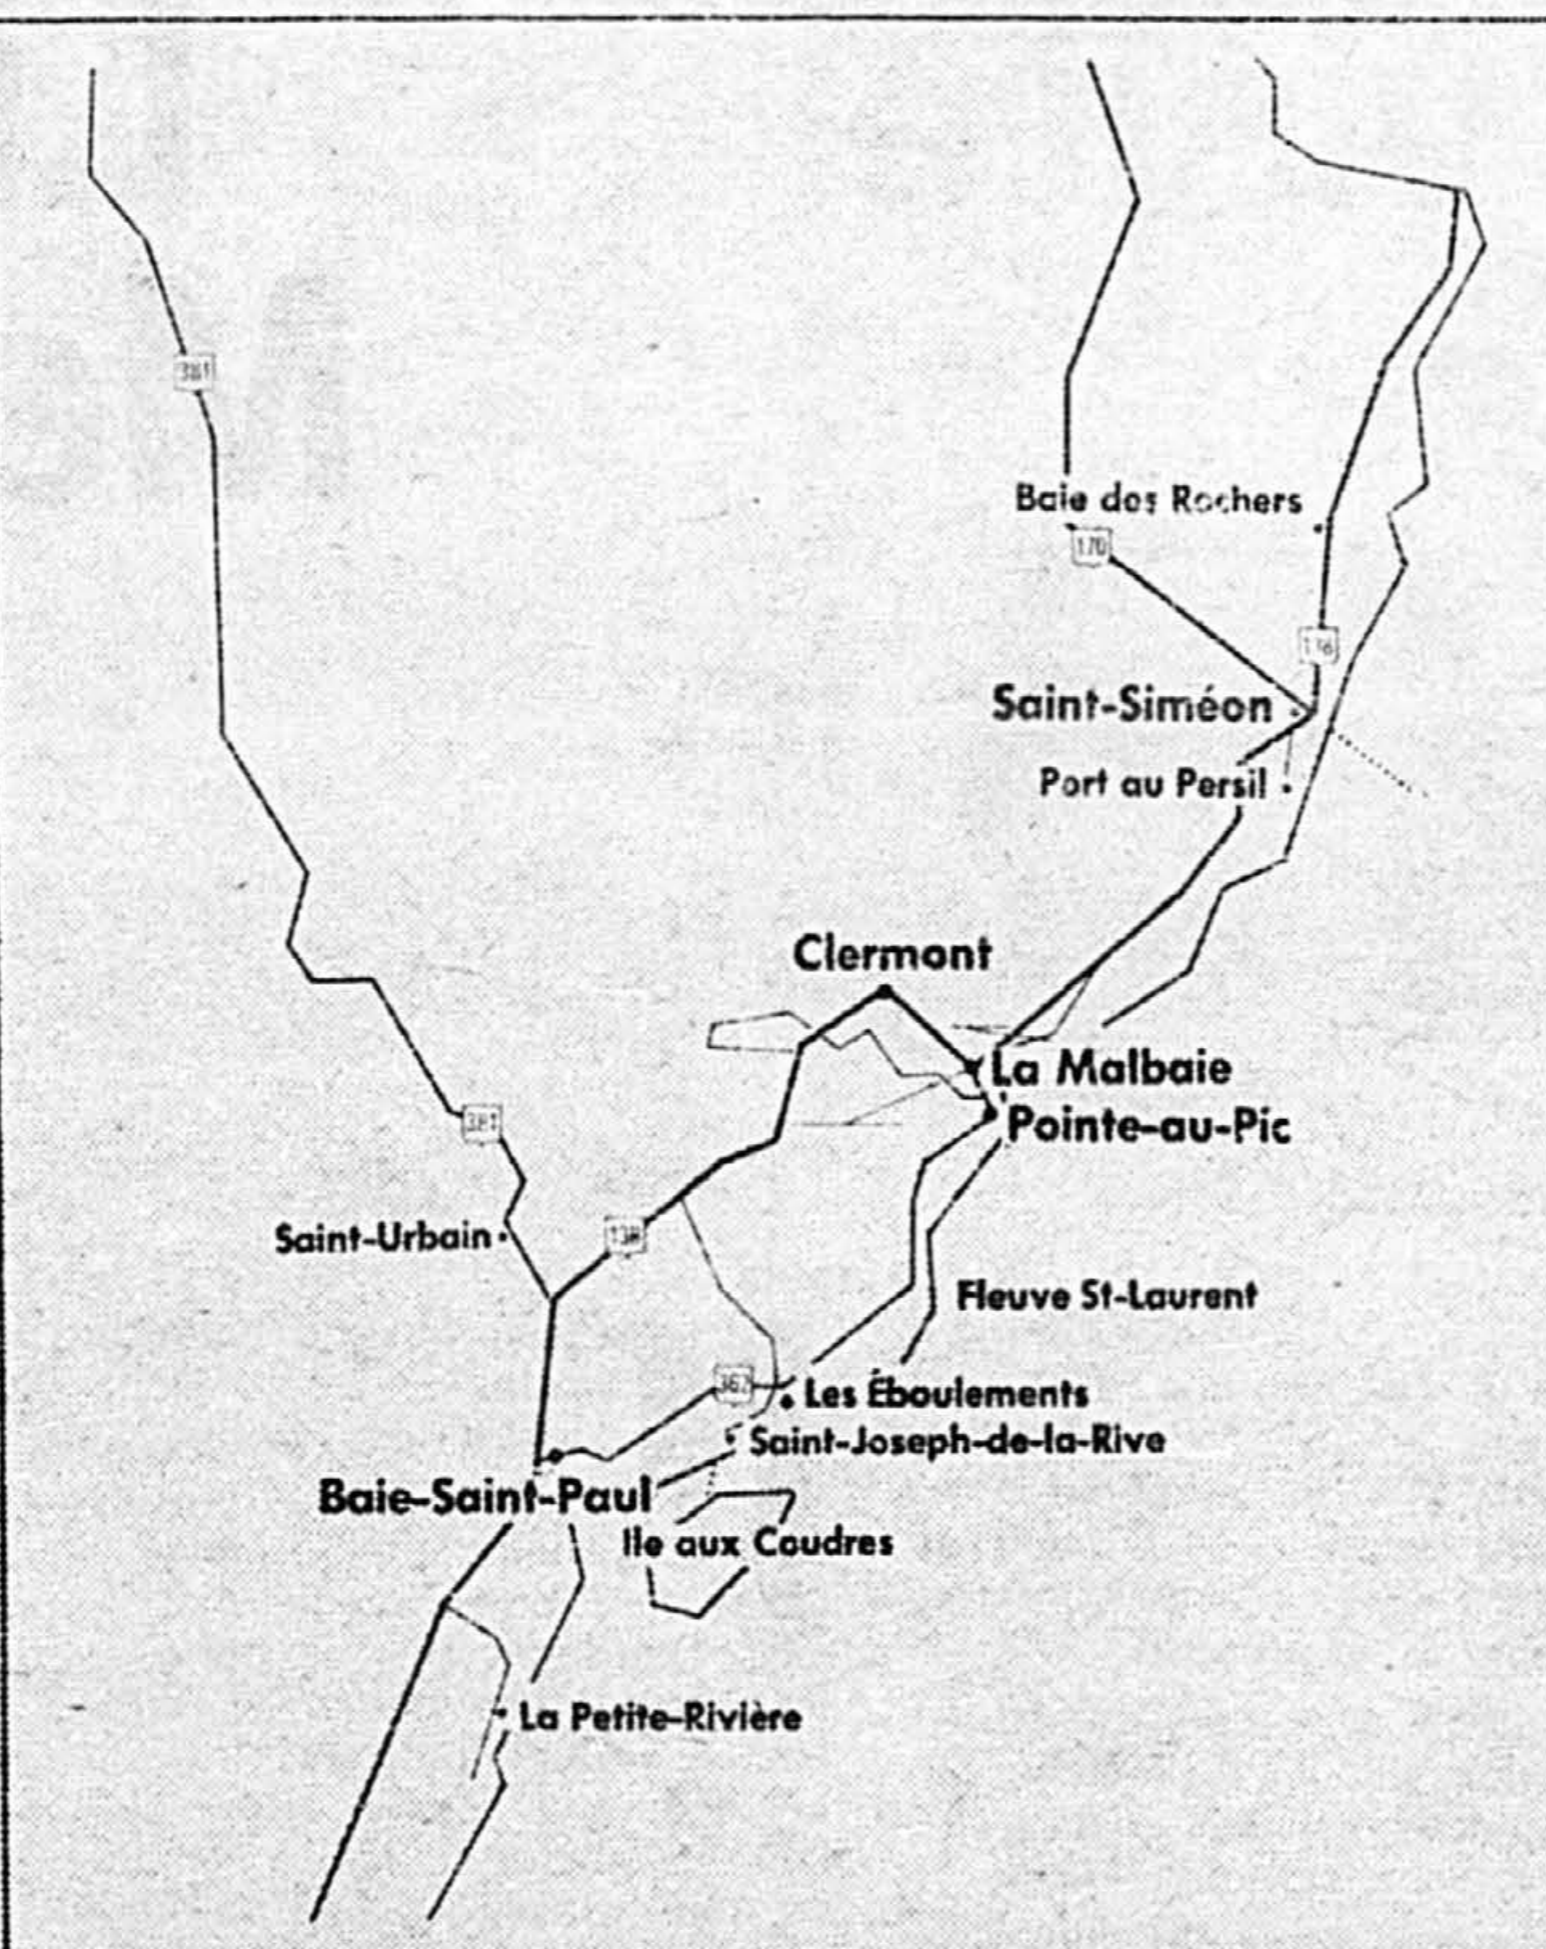 381
Baie des Rochers
170
138
Saint-Siméon
Port au Persil
Clermont
La Malbaie
Pointe-au-Pic
381
Saint-Urbain
138
Fleuve St-Laurent
362
Les Éboulements
Saint-Joseph-de-la-Rive
Baie-Saint-Paul
Ile aux Coudres
La Petite-Rivière